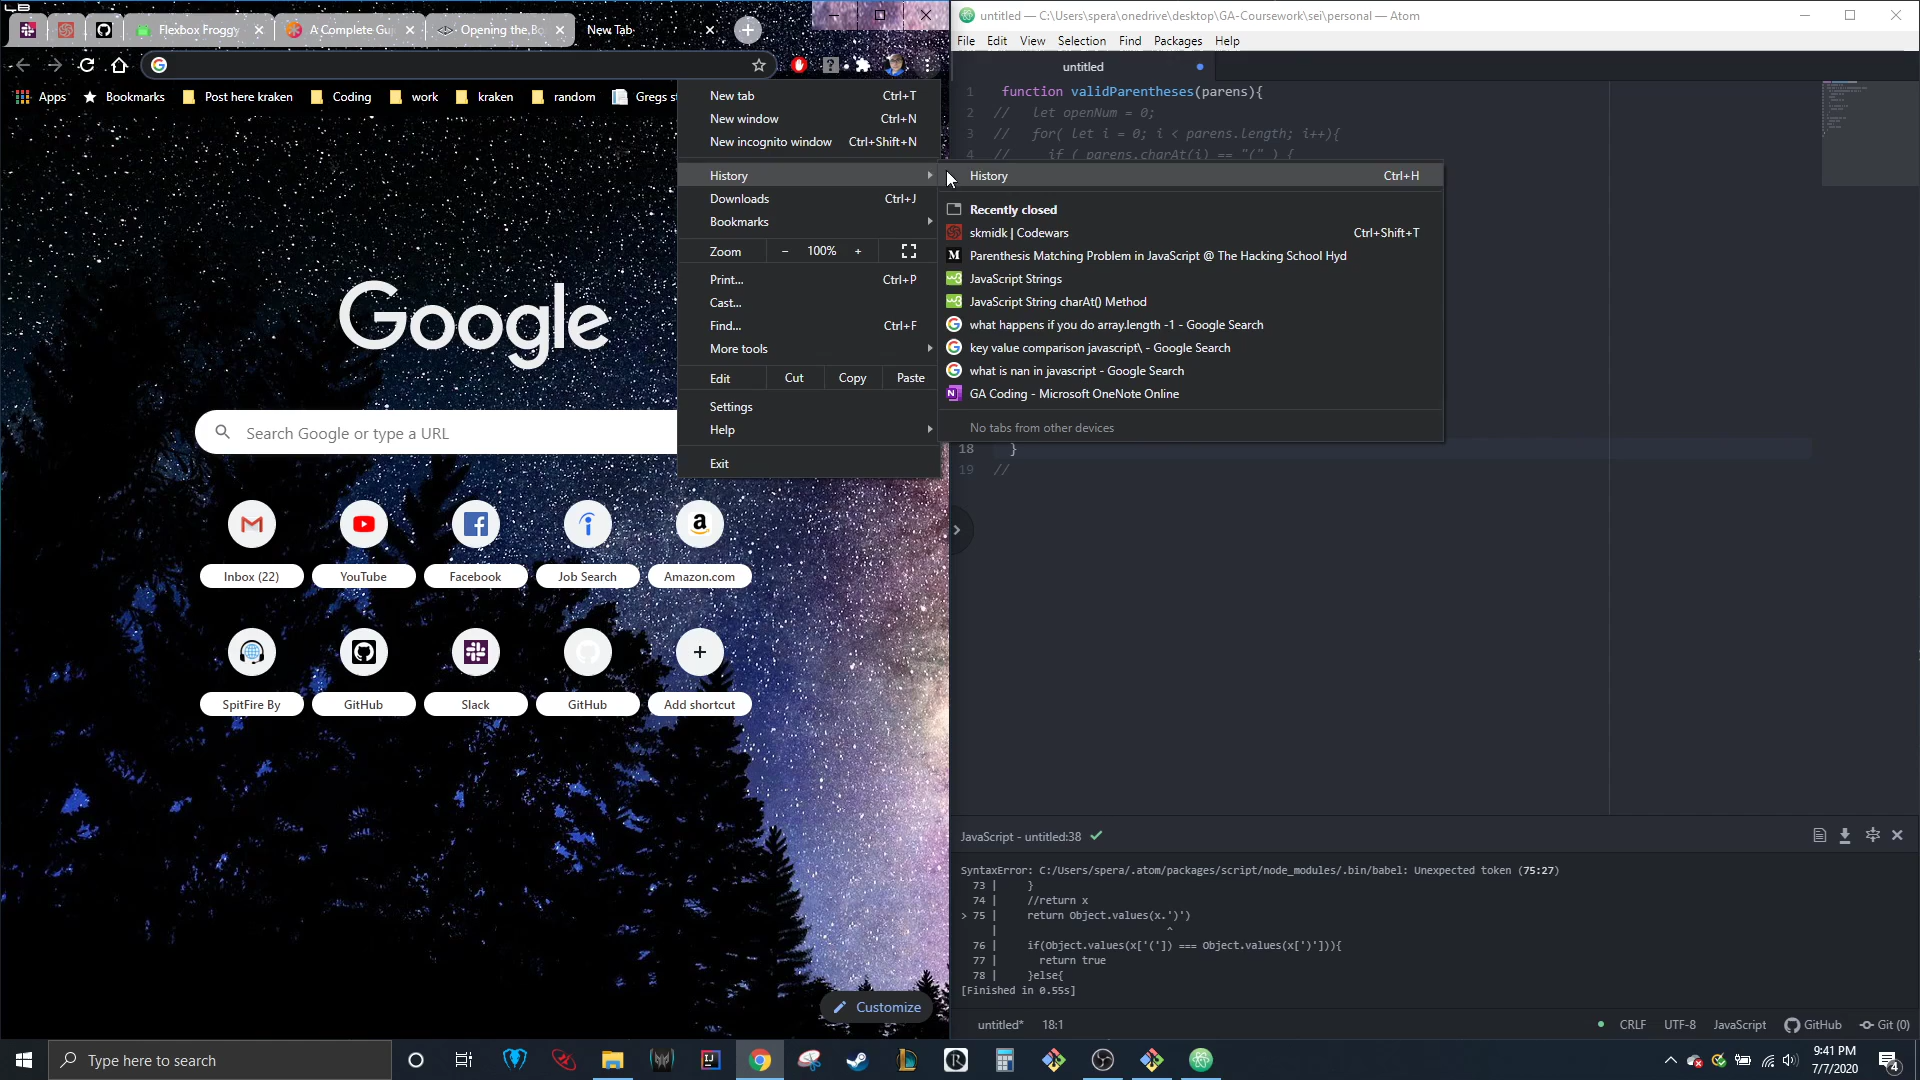 Flexbox Froggy
A Complete Gu
Opening the Bo
New Tab
Apps
Bookmarks
Post here kraken
Coding
work
kraken
random
Gregs st
New tab Ctrl+T
New window Ctrl+N
New incognito window Ctrl+Shift+N
History
Downloads Ctrl+J
Bookmarks
Zoom - 100% +
Print... Ctrl+P
Cast...
Find... Ctrl+F
More tools
Edit Cut Copy Paste
Settings
Help
Exit
History Ctrl+H
Recently closed
skmidk | Codewars Ctrl+Shift+T
Parenthesis Matching Problem in JavaScript @ The Hacking School Hyd
JavaScript Strings
JavaScript String charAt() Method
what happens if you do array.length -1 - Google Search
key value comparison javascript\ - Google Search
what is nan in javascript - Google Search
GA Coding - Microsoft OneNote Online
No tabs from other devices
Google
Search Google or type a URL
Inbox (22)
YouTube
Facebook
Job Search
Amazon.com
SpitFire By
GitHub
Slack
GitHub
Add shortcut
Customize
untitled — C:\Users\spera\onedrive\desktop\GA-Coursework\sei\personal — Atom
File Edit View Selection Find Packages Help
untitled
1 function validParentheses(parens){
2 // let openNum = 0;
3 // for( let i = 0; i < parens.length; i++){
4 // if ( parens.charAt(i) == "(" ) {
18 }
19 //
JavaScript - untitled:38
SyntaxError: C:/Users/spera/.atom/packages/script/node_modules/.bin/babel: Unexpected token (75:27)
73 | }
74 | //return x
> 75 | return Object.values(x.')')
| ^
76 | if(Object.values(x['(']) === Object.values(x[')'])){
77 | return true
78 | }else{
[Finished in 0.55s]
untitled* 18:1
CRLF UTF-8 JavaScript GitHub Git (0)
Type here to search
9:41 PM
7/7/2020
4